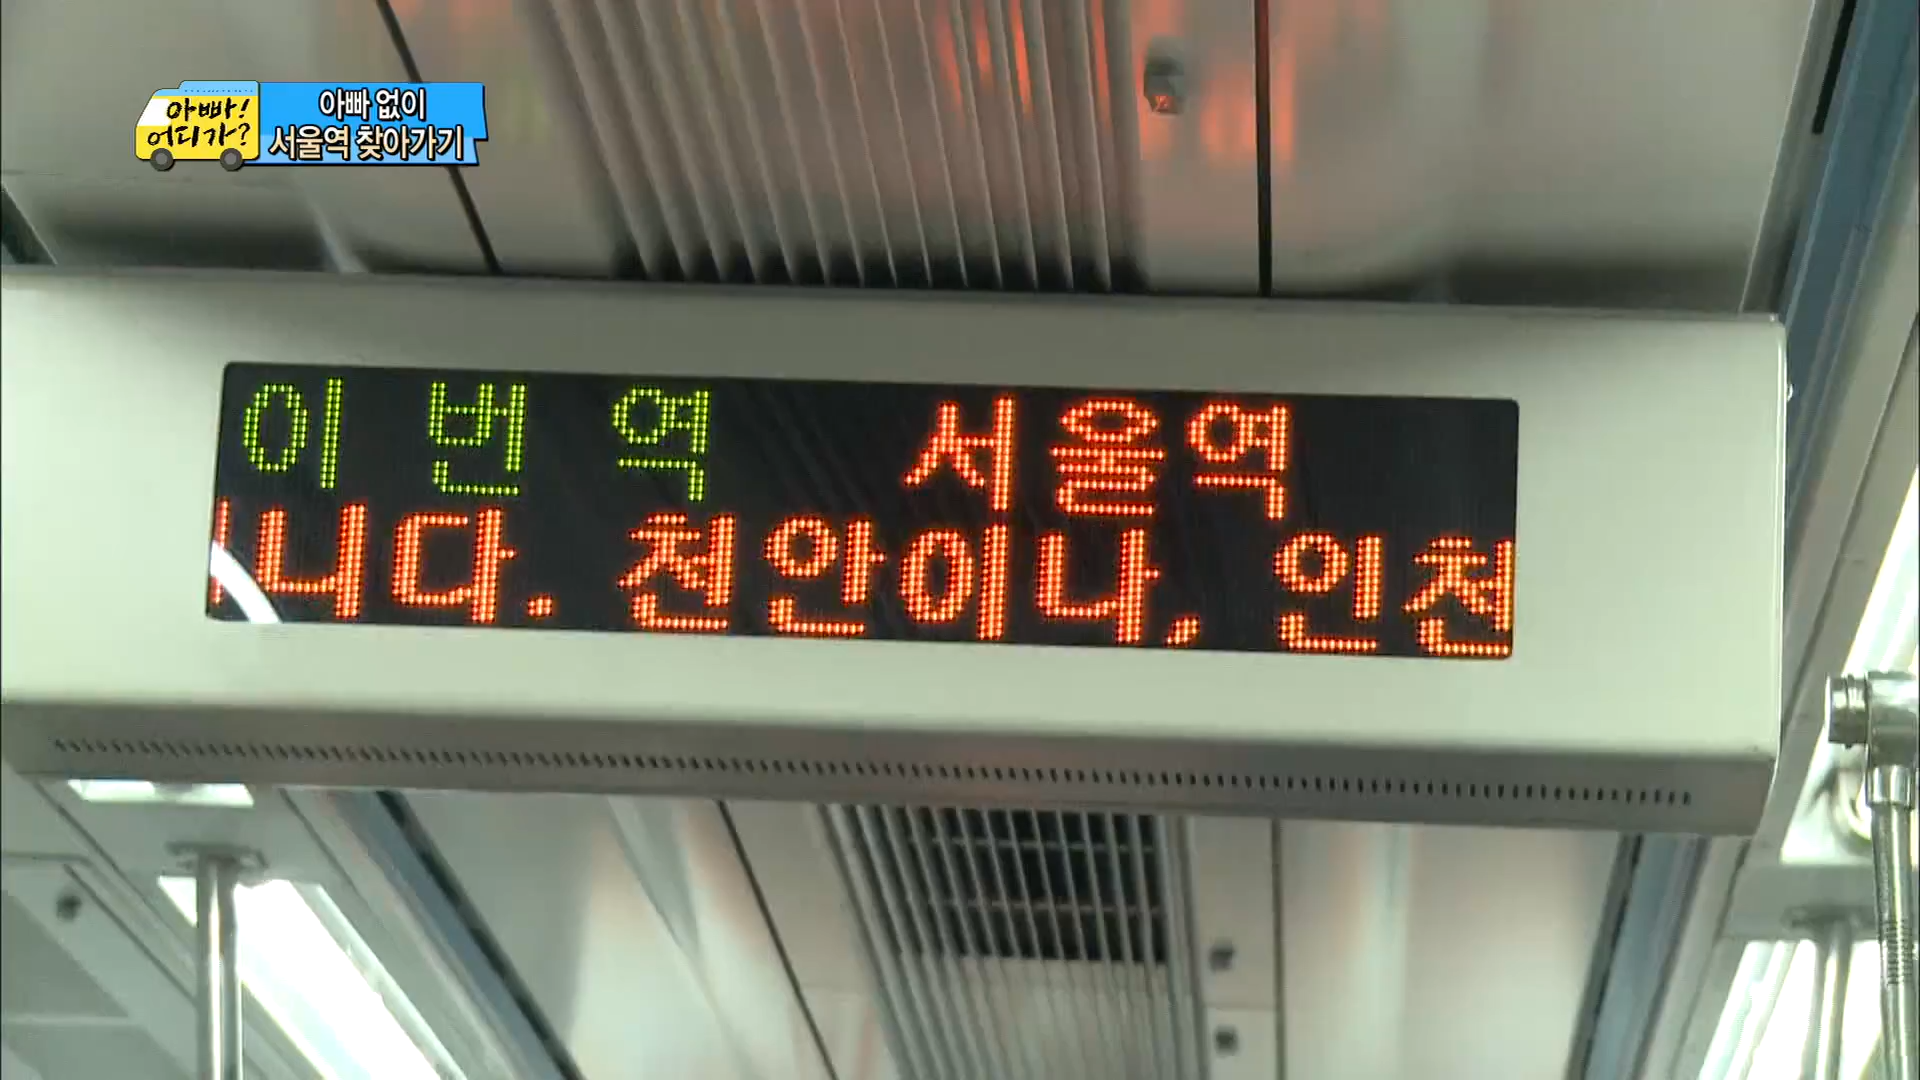 아빠!
어디가?
아빠 없이
서울역 찾아가기
이 번 역 서울역
니다. 천안이나, 인천